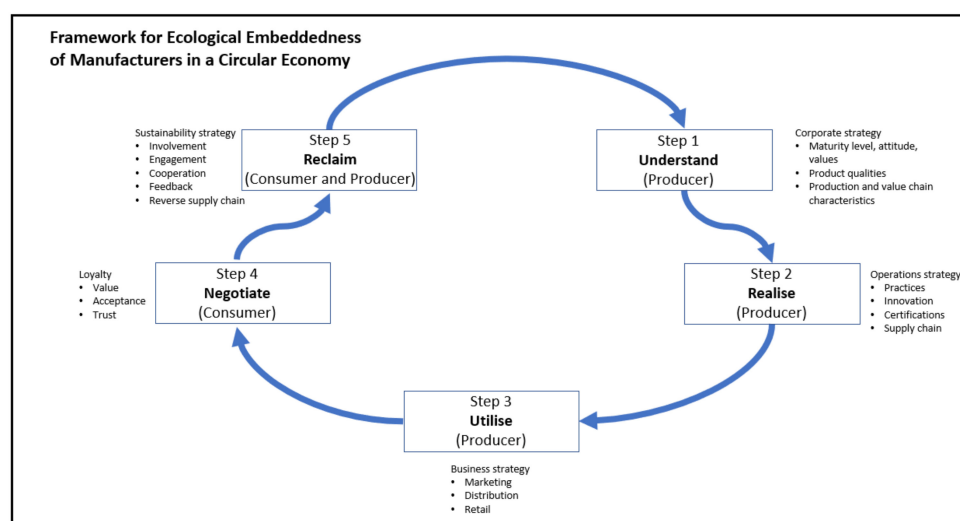 Framework for Ecological Embeddedness
of Manufacturers in a Circular Economy
Step 1
Understand
(Producer)
Corporate strategy
• Maturity level, attitude,
values
• Product qualities
• Production and value chain
characteristics
Step 2
Realise
(Producer)
Operations strategy
• Practices
• Innovation
• Certifications
• Supply chain
Step 3
Utilise
(Producer)
Business strategy
• Marketing
• Distribution
• Retail
Step 4
Negotiate
(Consumer)
Loyalty
• Value
• Acceptance
• Trust
Step 5
Reclaim
(Consumer and Producer)
Sustainability strategy
• Involvement
• Engagement
• Cooperation
• Feedback
• Reverse supply chain